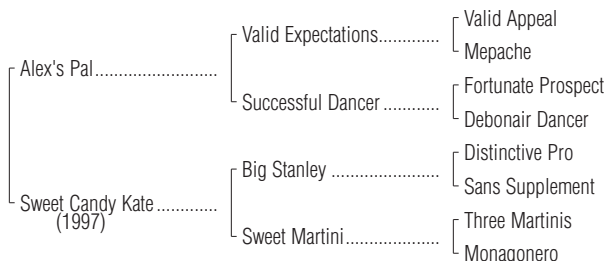 Valid Appeal
Valid Expectations.............
Mepache
Alex's Pal..........................
Fortunate Prospect
Successful Dancer ............
Debonair Dancer
Distinctive Pro
Big Stanley .......................
Sans Supplement
Sweet Candy Kate.............
(1997)
Three Martinis
Sweet Martini....................
Monagonero